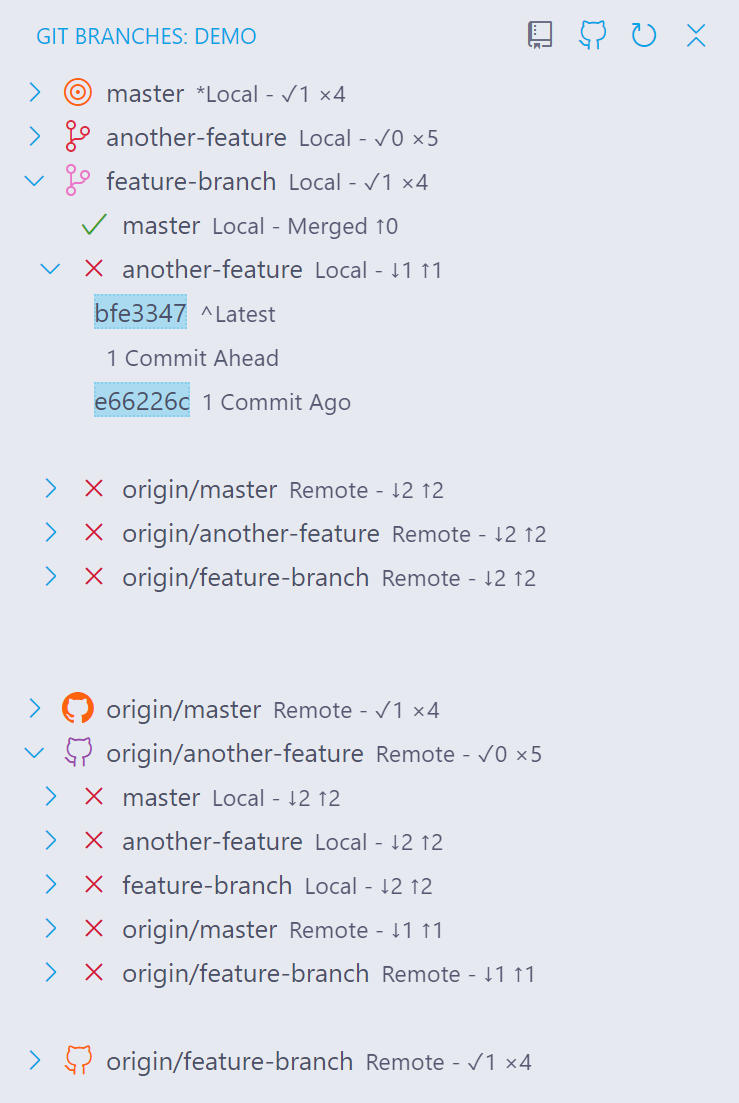 GIT BRANCHES: DEMO
master *Local - ✓1 ×4
another-feature Local - ✓0 ×5
feature-branch Local - ✓1 ×4
master Local - Merged ↑0
another-feature Local - ↓1 ↑1
bfe3347 ^Latest
1 Commit Ahead
e66226c 1 Commit Ago
origin/master Remote - ↓2 ↑2
origin/another-feature Remote - ↓2 ↑2
origin/feature-branch Remote - ↓2 ↑2
origin/master Remote - ✓1 ×4
origin/another-feature Remote - ✓0 ×5
master Local - ↓2 ↑2
another-feature Local - ↓2 ↑2
feature-branch Local - ↓2 ↑2
origin/master Remote - ↓1 ↑1
origin/feature-branch Remote - ↓1 ↑1
origin/feature-branch Remote - ✓1 ×4